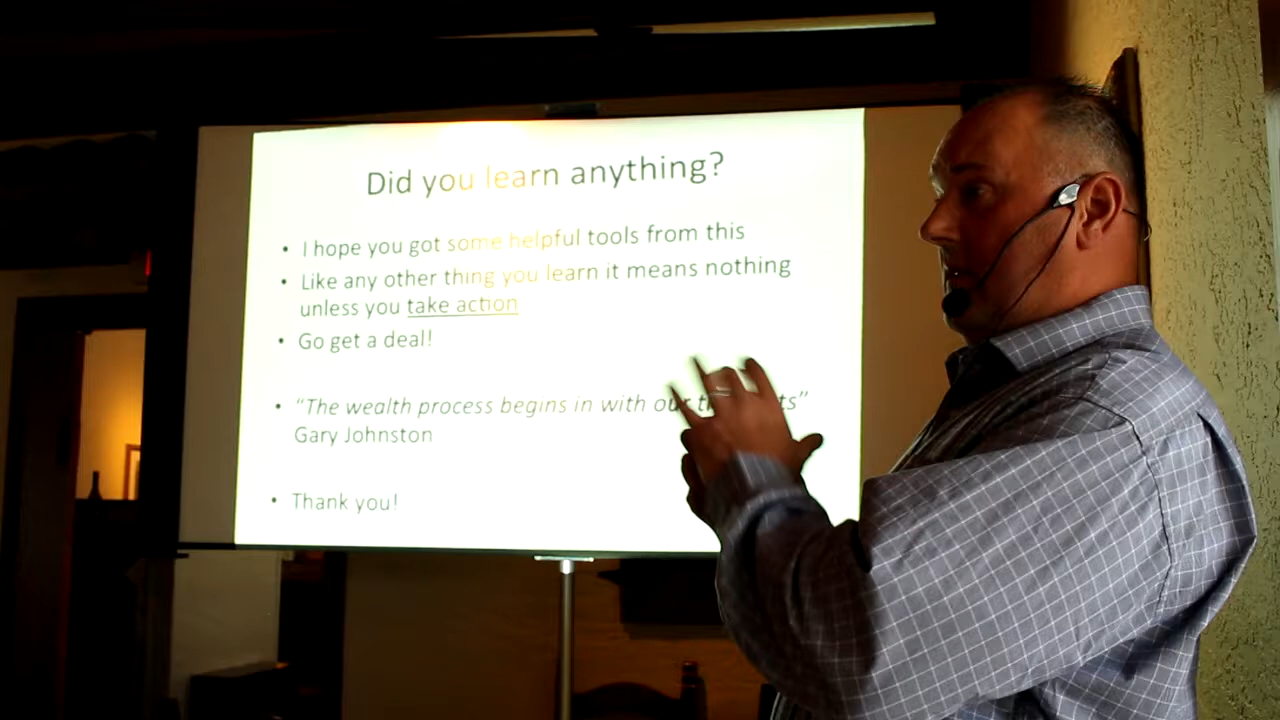 Did you learn anything?
• I hope you got some helpful tools from this
• Like any other thing you learn it means nothing
unless you take action
• Go get a deal!
• “The wealth process begins in with our ”
Gary Johnston
• Thank you!